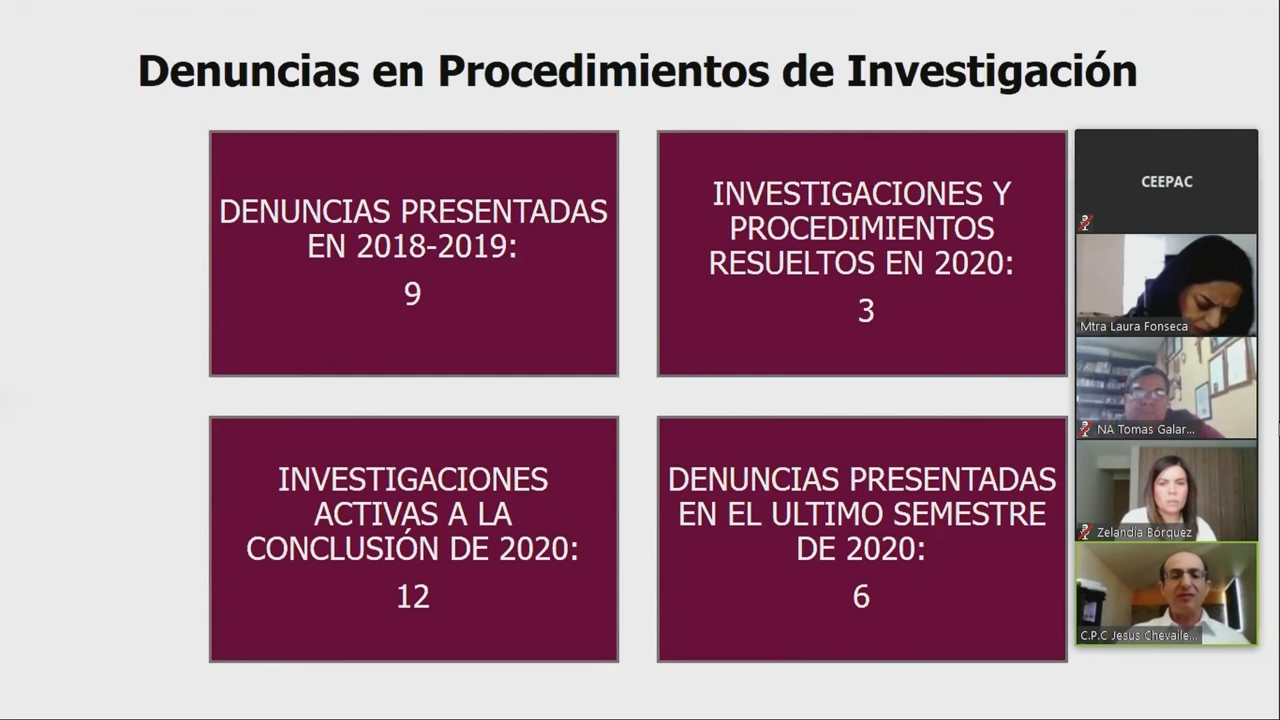 Denuncias en Procedimientos de Investigación
DENUNCIAS PRESENTADAS
EN 2018-2019:
9
INVESTIGACIONES Y
PROCEDIMIENTOS
RESUELTOS EN 2020:
3
INVESTIGACIONES
ACTIVAS A LA
CONCLUSIÓN DE 2020:
12
DENUNCIAS PRESENTADAS
EN EL ULTIMO SEMESTRE
DE 2020:
6
CEEPAC
Mtra Laura Fonseca
NA Tomas Galar...
Zelandia Bórquez
C.P.C Jesus Chevaile...